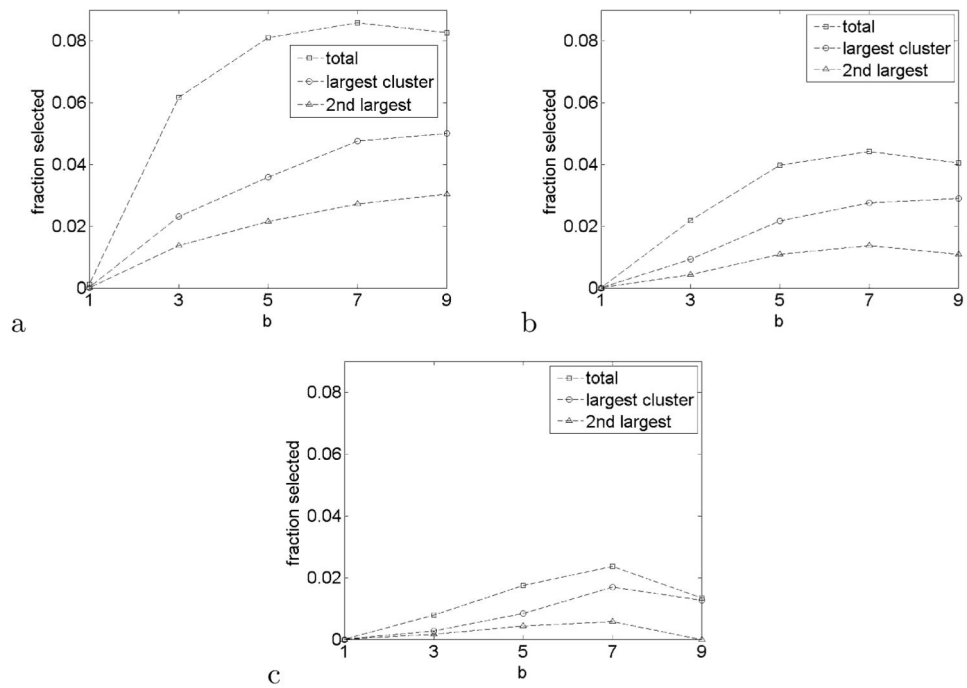 0.08
0.06
0.04
0.02
0
fraction selected
total
largest cluster
2nd largest
1 3 5 7 9
b
a
0.08
0.06
0.04
0.02
0
fraction selected
total
largest cluster
2nd largest
1 3 5 7 9
b
b
0.08
0.06
0.04
0.02
0
fraction selected
total
largest cluster
2nd largest
1 3 5 7 9
b
c